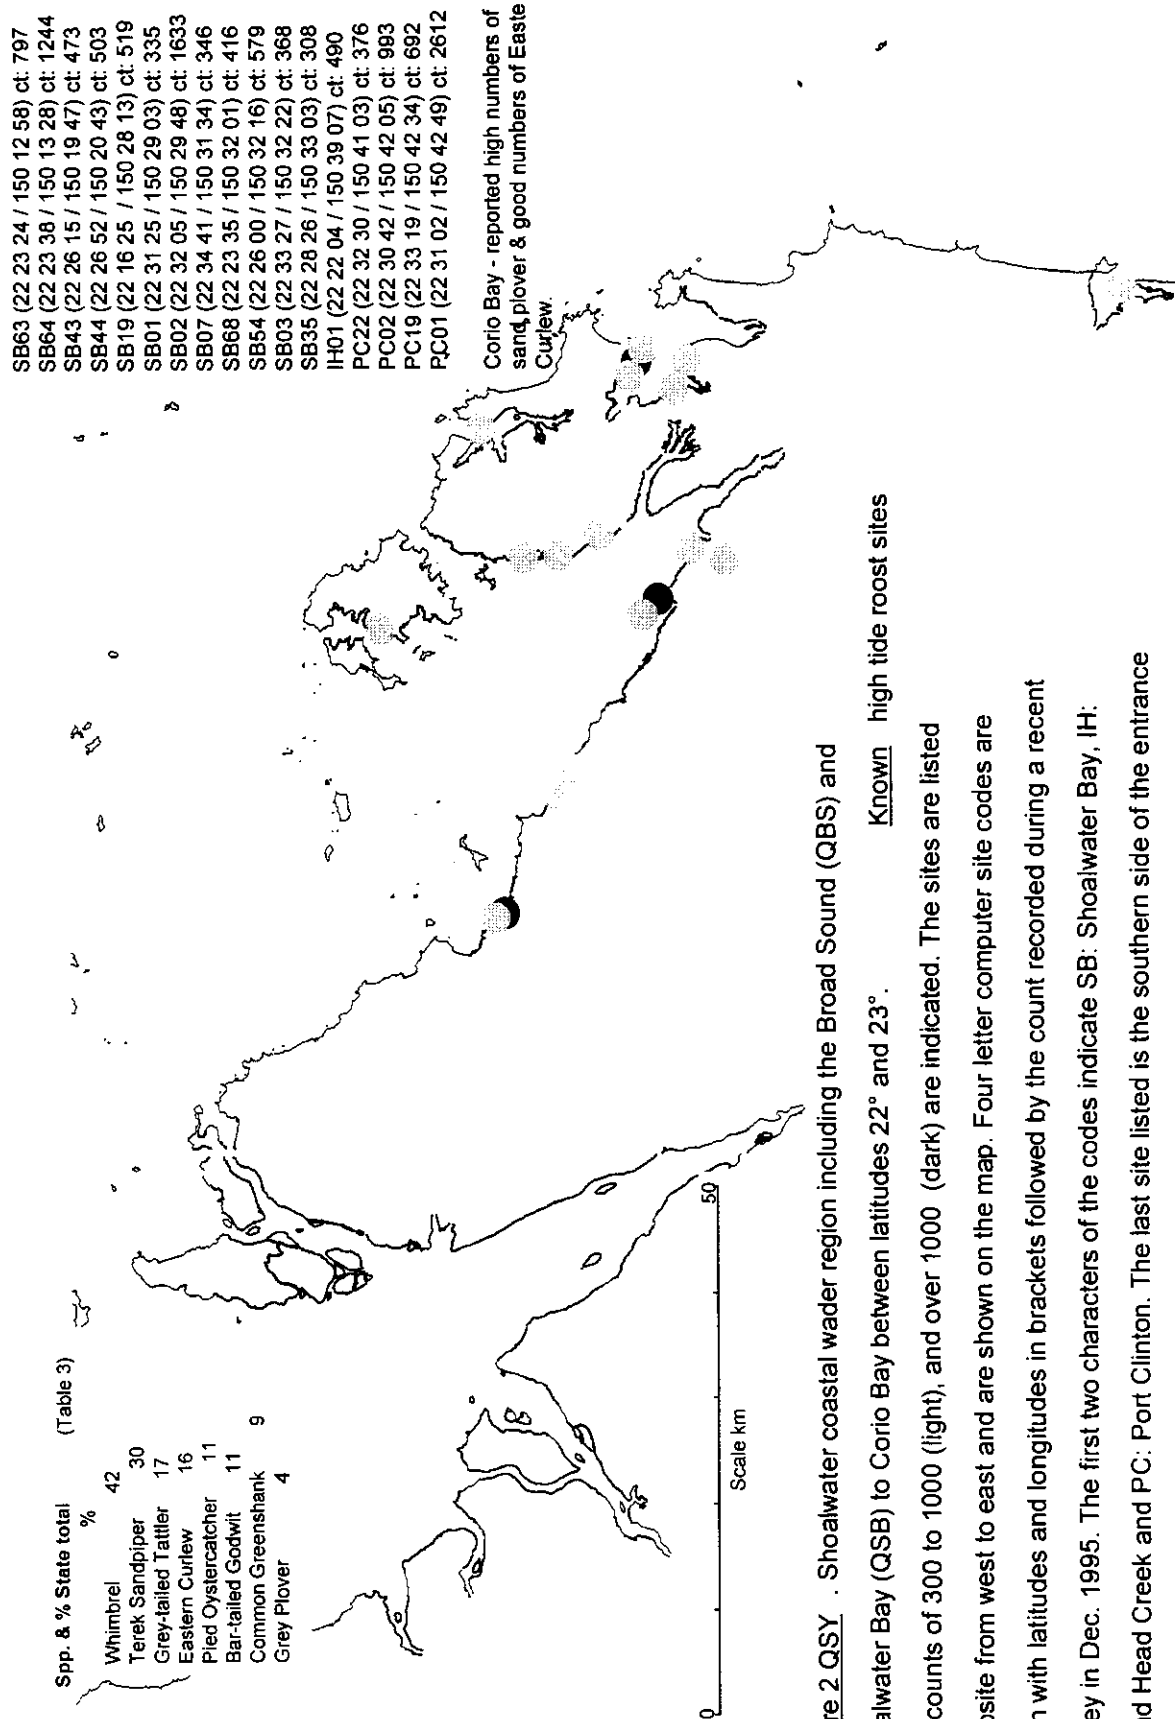 Spp. & % State total (Table 3)
%
Whimbrel 42
Terek Sandpiper 30
Grey-tailed Tattler 17
Eastern Curlew 16
Pied Oystercatcher 11
Bar-tailed Godwit 11
Common Greenshank 9
Grey Plover 4
0 50
Scale km
SB63 (22 23 24 / 150 12 58) ct: 797
SB64 (22 23 38 / 150 13 28) ct: 1244
SB43 (22 26 15 / 150 19 47) ct: 473
SB44 (22 26 52 / 150 20 43) ct: 503
SB19 (22 16 25 / 150 28 13) ct: 519
SB01 (22 31 25 / 150 29 03) ct: 335
SB02 (22 32 05 / 150 29 48) ct: 1633
SB07 (22 34 41 / 150 31 34) ct: 346
SB68 (22 23 35 / 150 32 01) ct: 416
SB54 (22 26 00 / 150 32 16) ct: 579
SB03 (22 33 27 / 150 32 22) ct: 368
SB35 (22 28 26 / 150 33 03) ct: 308
IH01 (22 22 04 / 150 39 07) ct: 490
PC22 (22 32 30 / 150 41 03) ct: 376
PC02 (22 30 42 / 150 42 05) ct: 993
PC19 (22 33 19 / 150 42 34) ct: 692
PC01 (22 31 02 / 150 42 49) ct: 2612
Corio Bay - reported high numbers of
sand plover & good numbers of Easte
Curlew.
re 2 QSY . Shoalwater coastal wader region including the Broad Sound (QBS) and
alwater Bay (QSB) to Corio Bay between latitudes 22° and 23°. Known high tide roost sites
counts of 300 to 1000 (light), and over 1000 (dark) are indicated. The sites are listed
osite from west to east and are shown on the map. Four letter computer site codes are
n with latitudes and longitudes in brackets followed by the count recorded during a recent
ey in Dec. 1995. The first two characters of the codes indicate SB: Shoalwater Bay, IH:
nd Head Creek and PC: Port Clinton. The last site listed is the southern side of the entrance